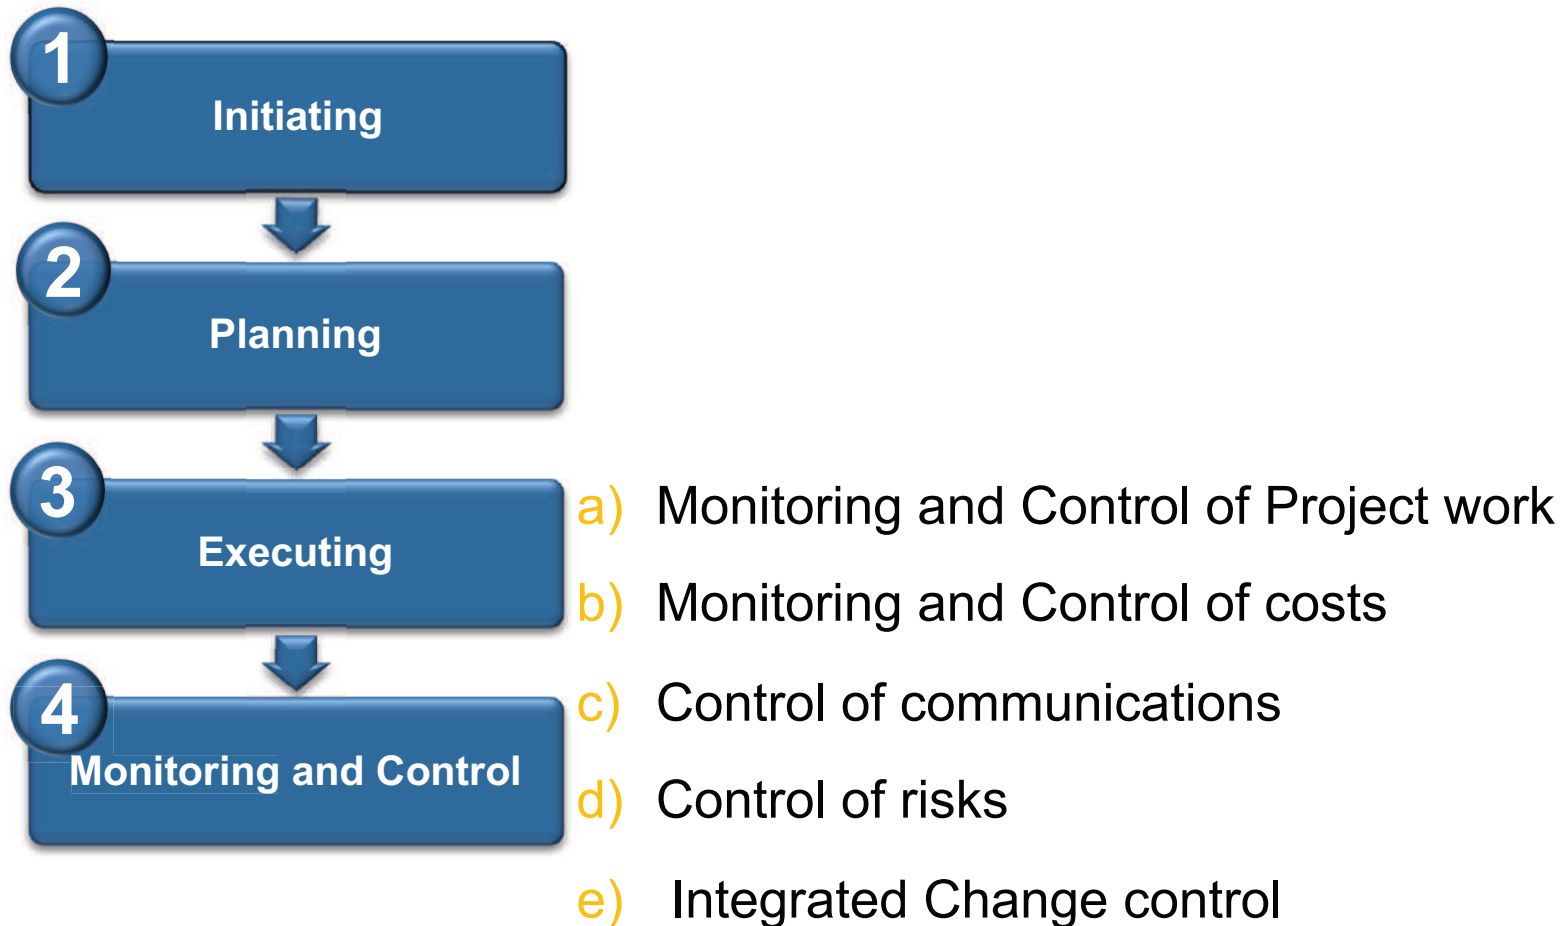 1
Initiating
2
Planning
3
Executing
4
Monitoring and Control
a) Monitoring and Control of Project work
b) Monitoring and Control of costs
c) Control of communications
d) Control of risks
e) Integrated Change control